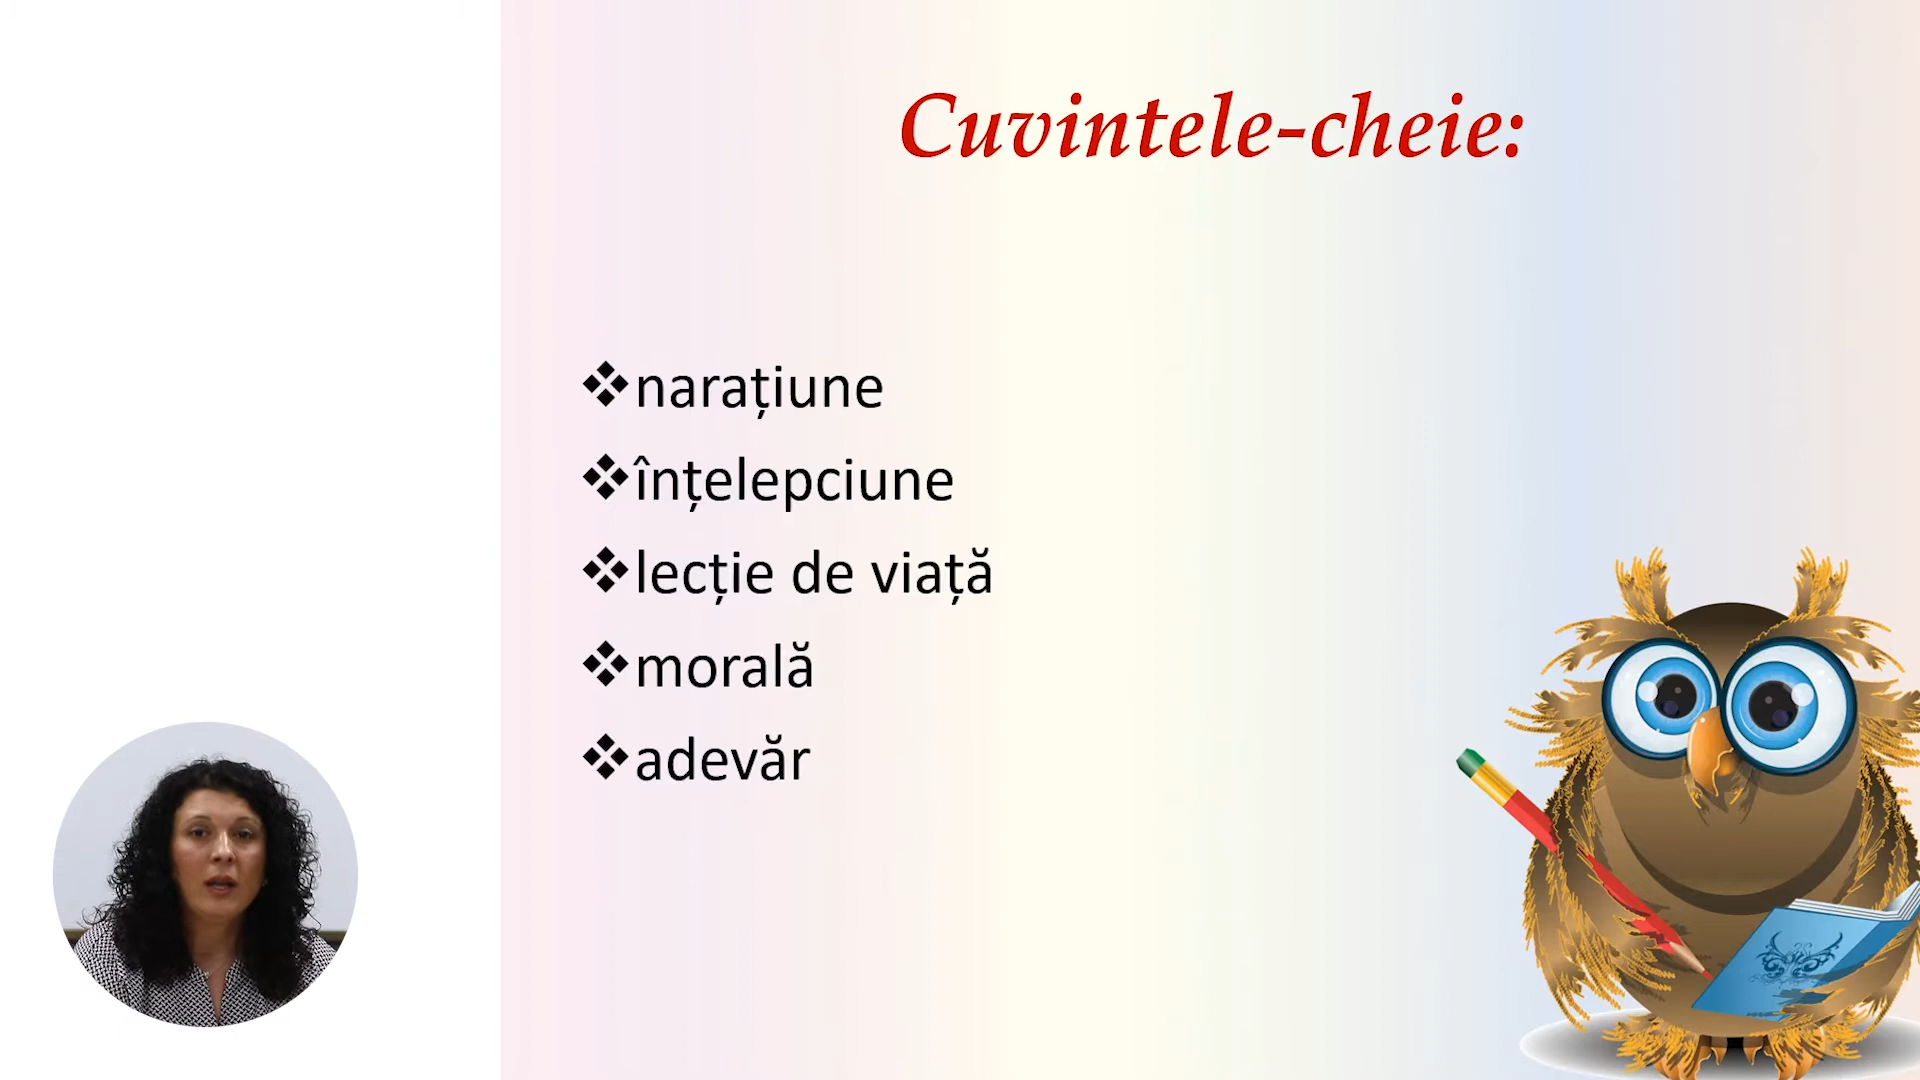 Cuvintele-cheie:
❖narațiune
❖înțelepciune
❖lecție de viață
❖morală
❖adevăr